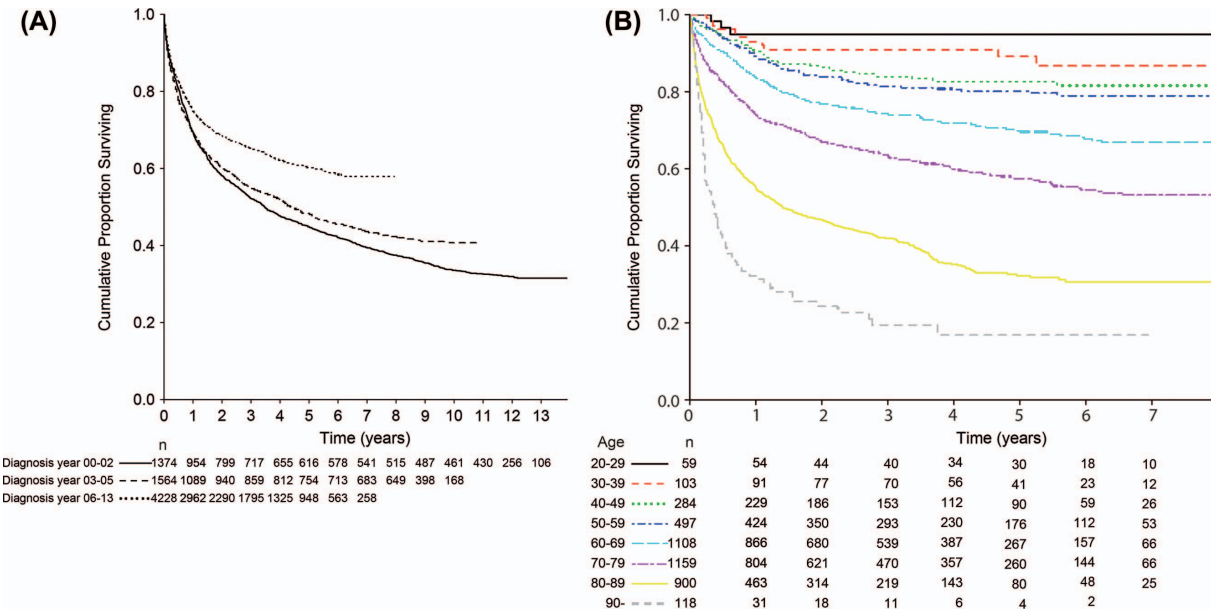 (A)
Cumulative Proportion Surviving
1.0
0.8
0.6
0.4
0.2
0.0
0 1 2 3 4 5 6 7 8 9 10 11 12 13
Time (years)
n
Diagnosis year 00-02 1374 954 799 717 655 616 578 541 515 487 461 430 256 106
Diagnosis year 03-05 1564 1089 940 859 812 754 713 683 649 398 168
Diagnosis year 06-13 4228 2962 2290 1795 1325 948 563 258
(B)
Cumulative Proportion Surviving
1.0
0.8
0.6
0.4
0.2
0.0
0 1 2 3 4 5 6 7
Time (years)
Age n
20-29 59 54 44 40 34 30 18 10
30-39 103 91 77 70 56 41 23 12
40-49 284 229 186 153 112 90 59 26
50-59 497 424 350 293 230 176 112 53
60-69 1108 866 680 539 387 267 157 66
70-79 1159 804 621 470 357 260 144 66
80-89 900 463 314 219 143 80 48 25
90- 118 31 18 11 6 4 2